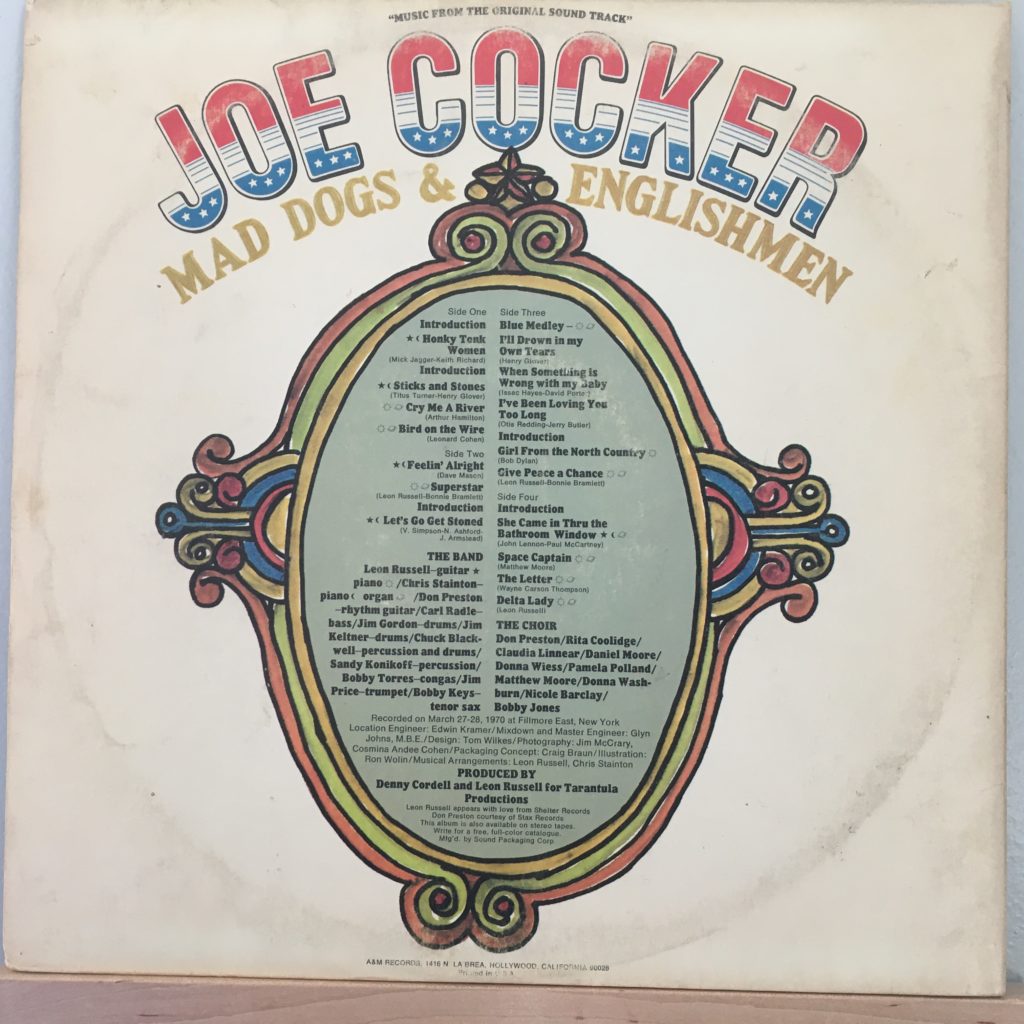 "MUSIC FROM THE ORIGINAL SOUND TRACK"
JOE COCKER
MAD DOGS & ENGLISHMEN
Side One
Introduction
★ ☾ Honky Tonk
Women
(Mick Jagger-Keith Richard)
Introduction
★ ☾ Sticks and Stones
(Titus Turner-Henry Glover)
Cry Me A River
(Arthur Hamilton)
Bird on the Wire
(Leonard Cohen)
Side Two
★ ☾ Feelin' Alright
(Dave Mason)
Superstar
(Leon Russell-Bonnie Bramlett)
Introduction
★ ☾ Let's Go Get Stoned
(V. Simpson-N. Ashford-
J. Armstead)
THE BAND
Leon Russell–guitar ★
piano /Chris Stainton–
piano ☾ organ /Don Preston
–rhythm guitar/Carl Radle–
bass/Jim Gordon–drums/Jim
Keltner–drums/Chuck Black-
well–percussion and drums/
Sandy Konikoff–percussion/
Bobby Torres–congas/Jim
Price–trumpet/Bobby Keys–
tenor sax
Side Three
Blue Medley –
I'll Drown in my
Own Tears
(Henry Glover)
When Something is
Wrong with my Baby
(Issac Hayes-David Porter)
I've Been Loving You
Too Long
(Otis Redding-Jerry Butler)
Introduction
Girl From the North Country
(Bob Dylan)
Give Peace a Chance
(Leon Russell-Bonnie Bramlett)
Side Four
Introduction
She Came in Thru the
Bathroom Window ★ ☾
(John Lennon-Paul McCartney)
Space Captain
(Matthew Moore)
The Letter
(Wayne Carson Thompson)
Delta Lady
(Leon Russell)
THE CHOIR
Don Preston/Rita Coolidge/
Claudia Linnear/Daniel Moore/
Donna Wiess/Pamela Polland/
Matthew Moore/Donna Wash-
burn/Nicole Barclay/
Bobby Jones
Recorded on March 27-28, 1970 at Fillmore East, New York
Location Engineer: Edwin Kramer/Mixdown and Master Engineer: Glyn
Johns, M.B.E./Design: Tom Wilkes/Photography: Jim McCrary,
Cosmina Andee Cohen/Packaging Concept: Craig Braun/Illustration:
Ron Wolin/Musical Arrangements: Leon Russell, Chris Stainton
PRODUCED BY
Denny Cordell and Leon Russell for Tarantula
Productions
Leon Russell appears with love from Shelter Records
Don Preston courtesy of Stax Records
This album is also available on stereo tapes.
Write for a free, full-color catalogue.
Mfg'd. by Sound Packaging Corp.
A&M RECORDS, 1416 N. LA BREA, HOLLYWOOD, CALIFORNIA 90028
Printed in U.S.A.